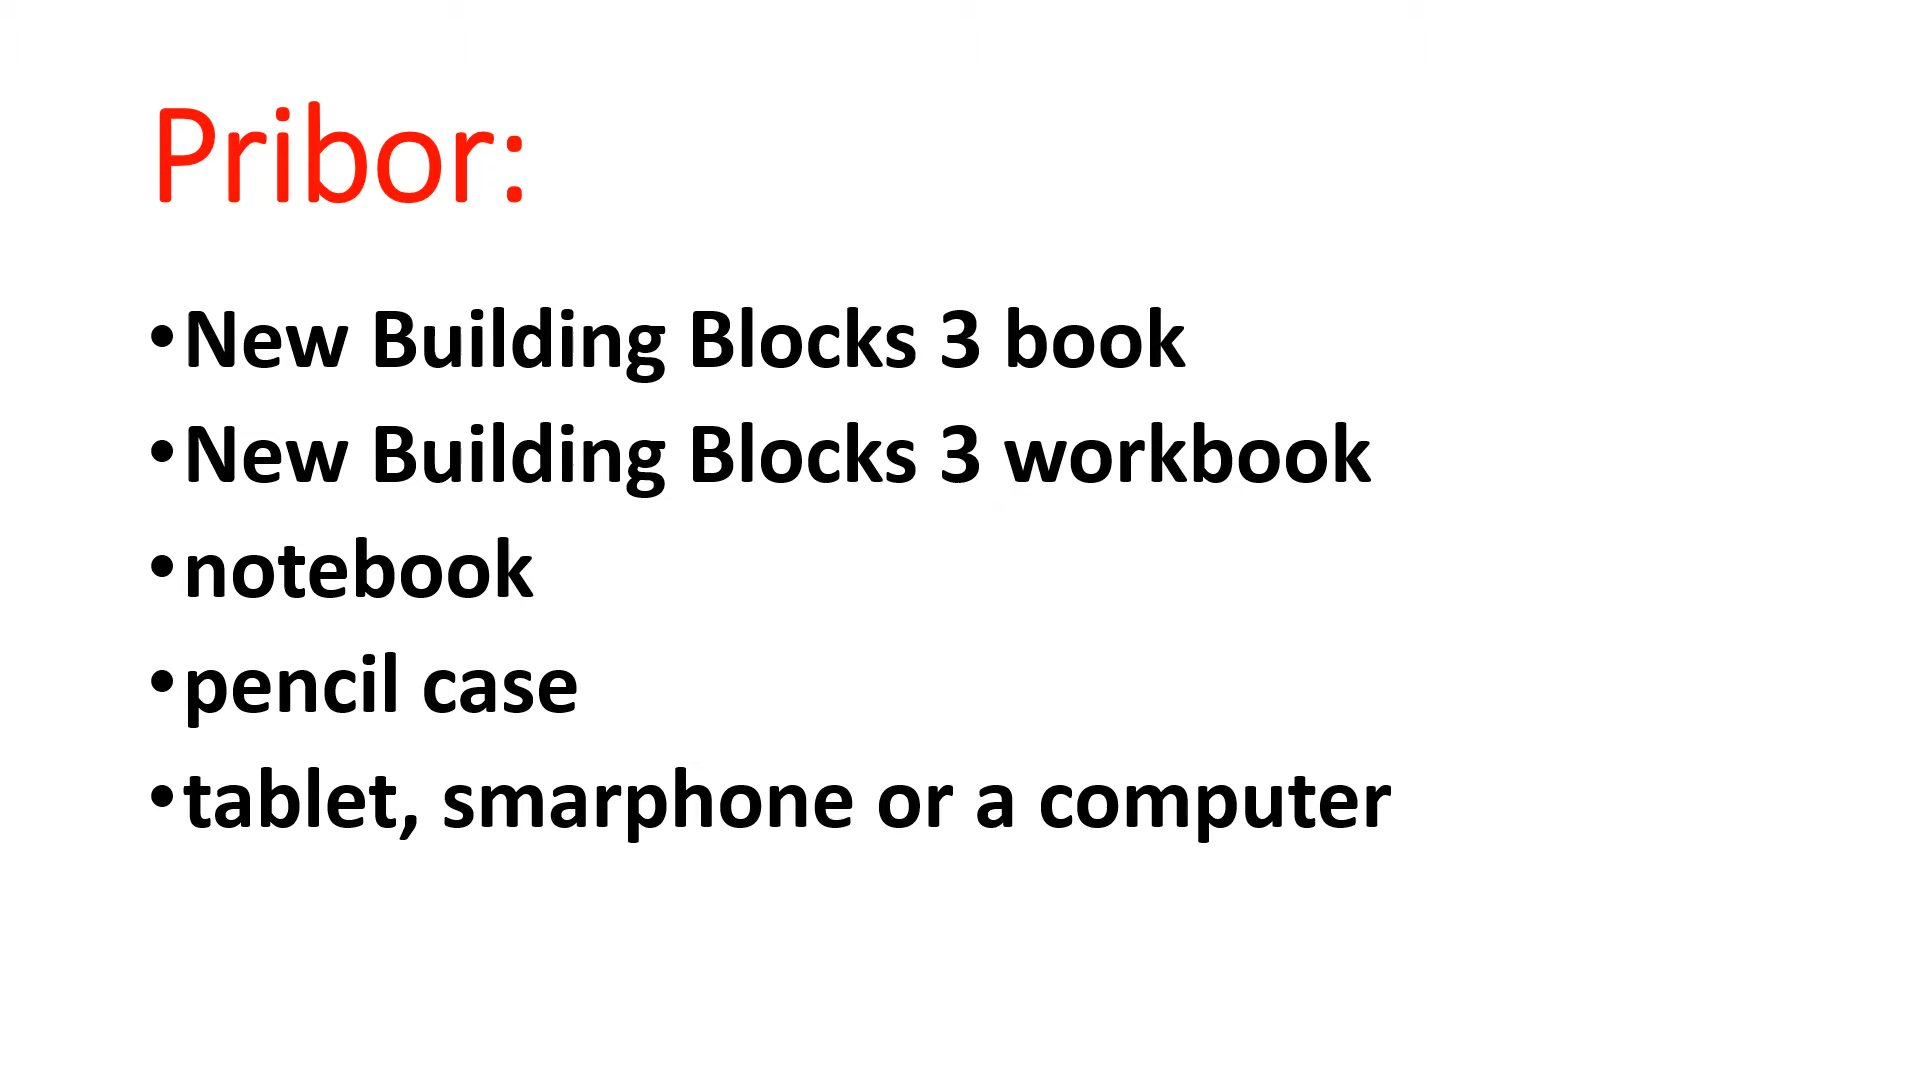 Pribor:
•New Building Blocks 3 book
•New Building Blocks 3 workbook
•notebook
•pencil case
•tablet, smarphone or a computer